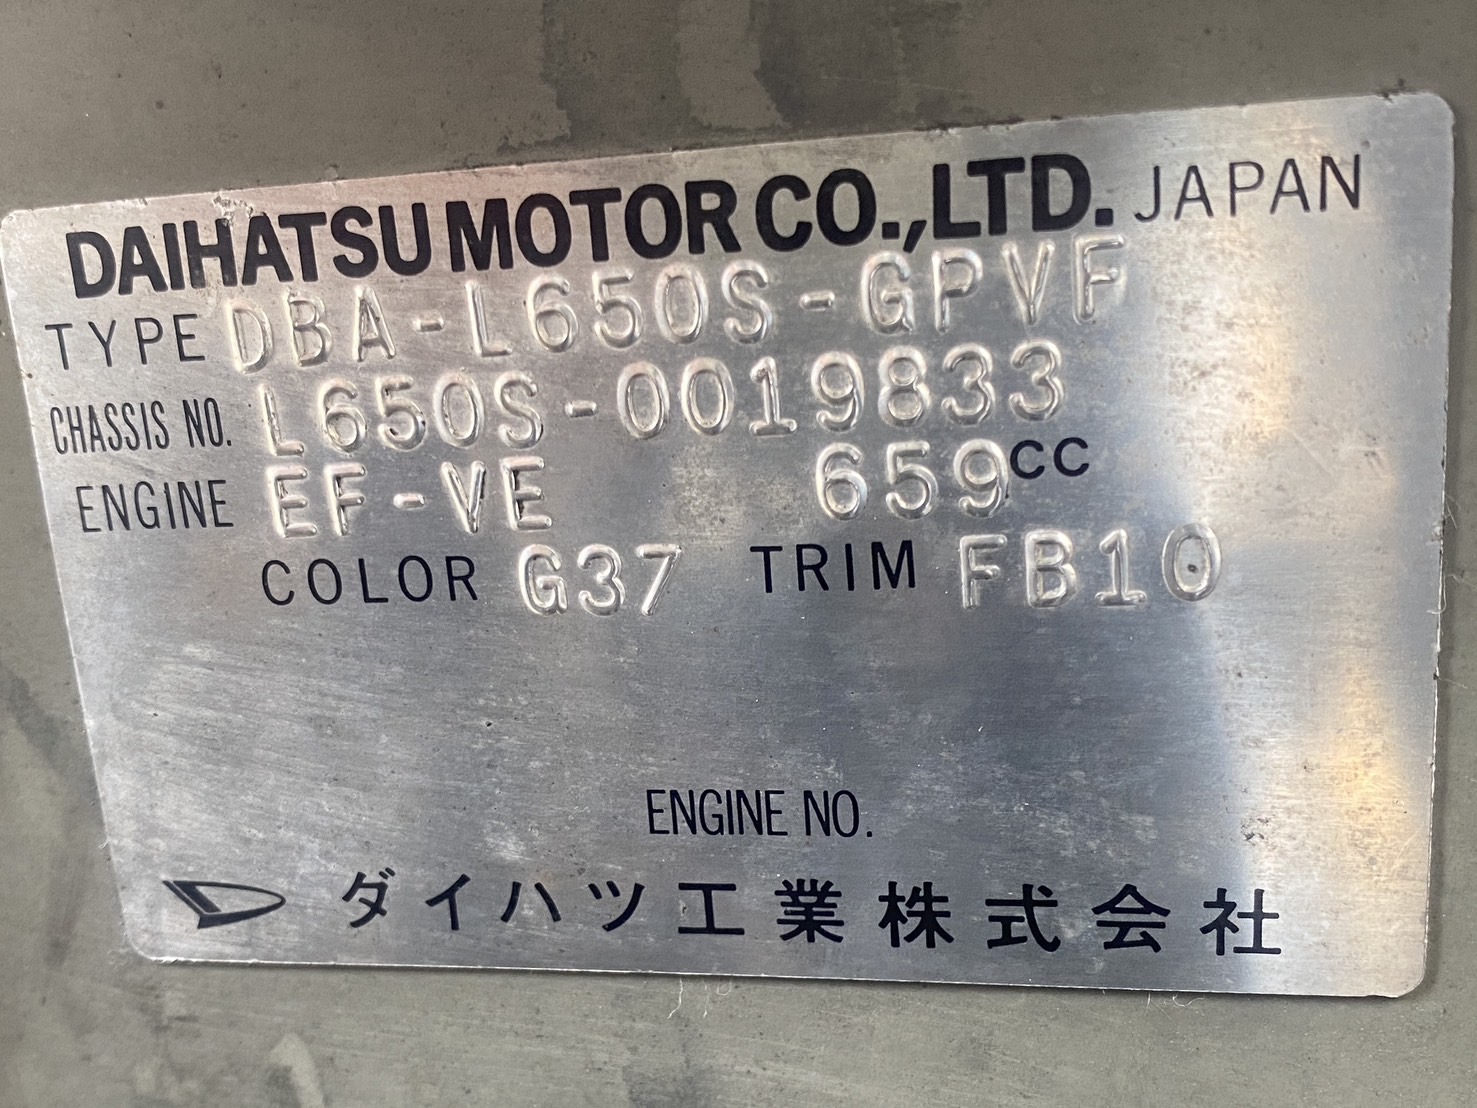 DAIHATSU MOTOR CO.,LTD. JAPAN
TYPE DBA-L650S-GPVF
CHASSIS NO. L650S-0019833
ENGINE EF-VE 659CC
COLOR G37 TRIM FB10
ENGINE NO.
ダイハツ工業株式会社